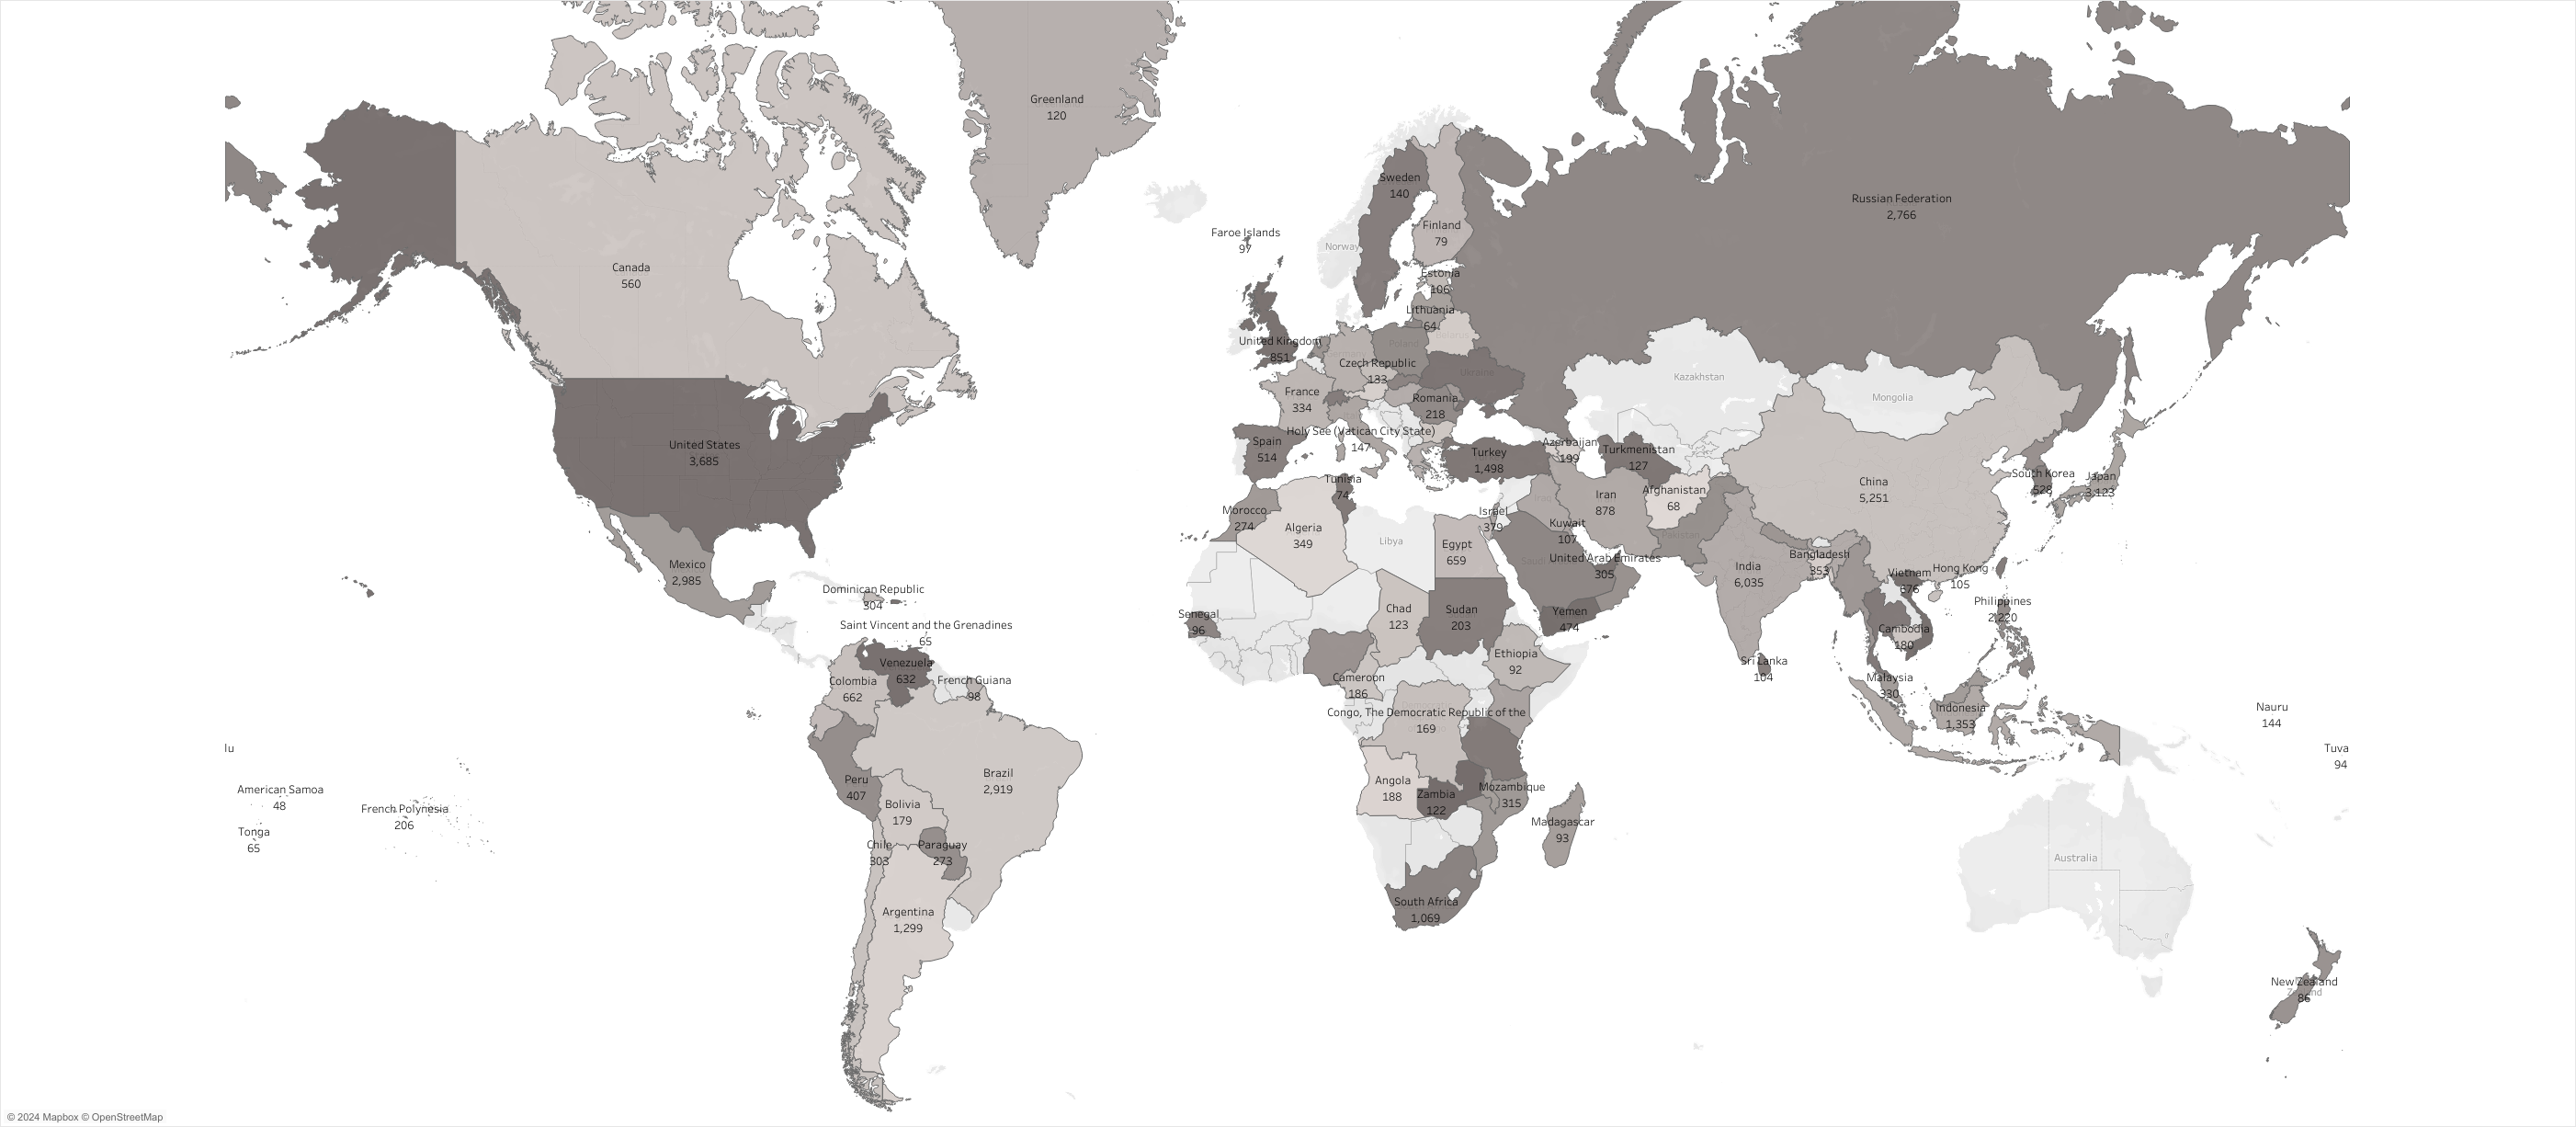 Greenland
120
Russian Federation
2,766
Sweden
140
Finland
79
Faroe Islands
97
Norway
Canada
560
Estonia
106
Lithuania
64
United Kingdom
851
Belarus
Poland
Czech Republic
133
Ukraine
Kazakhstan
Mongolia
France
334
Romania
218
Holy See (Vatican City State)
147
Spain
514
United States
3,685
Turkey
1,498
Azerbaijan
199
Turkmenistan
127
South Korea
528
Japan
3,123
China
5,251
Tunisia
74
Afghanistan
68
Iran
878
Iraq
Morocco
274
Algeria
349
Israel
379
Kuwait
107
Libya
Egypt
659
Pakistan
Saudi
United Arab Emirates
305
Bangladesh
353
India
6,035
Mexico
2,985
Vietnam
676
Hong Kong
105
Dominican Republic
304
Philippines
2,220
Senegal
96
Chad
123
Sudan
203
Yemen
474
Saint Vincent and the Grenadines
65
Cambodia
180
Venezuela
632
Ethiopia
92
Sri Lanka
104
Colombia
662
French Guiana
98
Cameroon
186
Malaysia
330
Congo, The Democratic Republic of the
169
Indonesia
1,353
Nauru
144
lu
Tuva
94
Brazil
2,919
Peru
407
Angola
188
Zambia
122
Mozambique
315
American Samoa
48
French Polynesia
206
Bolivia
179
Madagascar
93
Tonga
65
Chile
303
Paraguay
273
Australia
South Africa
1,069
Argentina
1,299
New Zealand
86
© 2024 Mapbox © OpenStreetMap